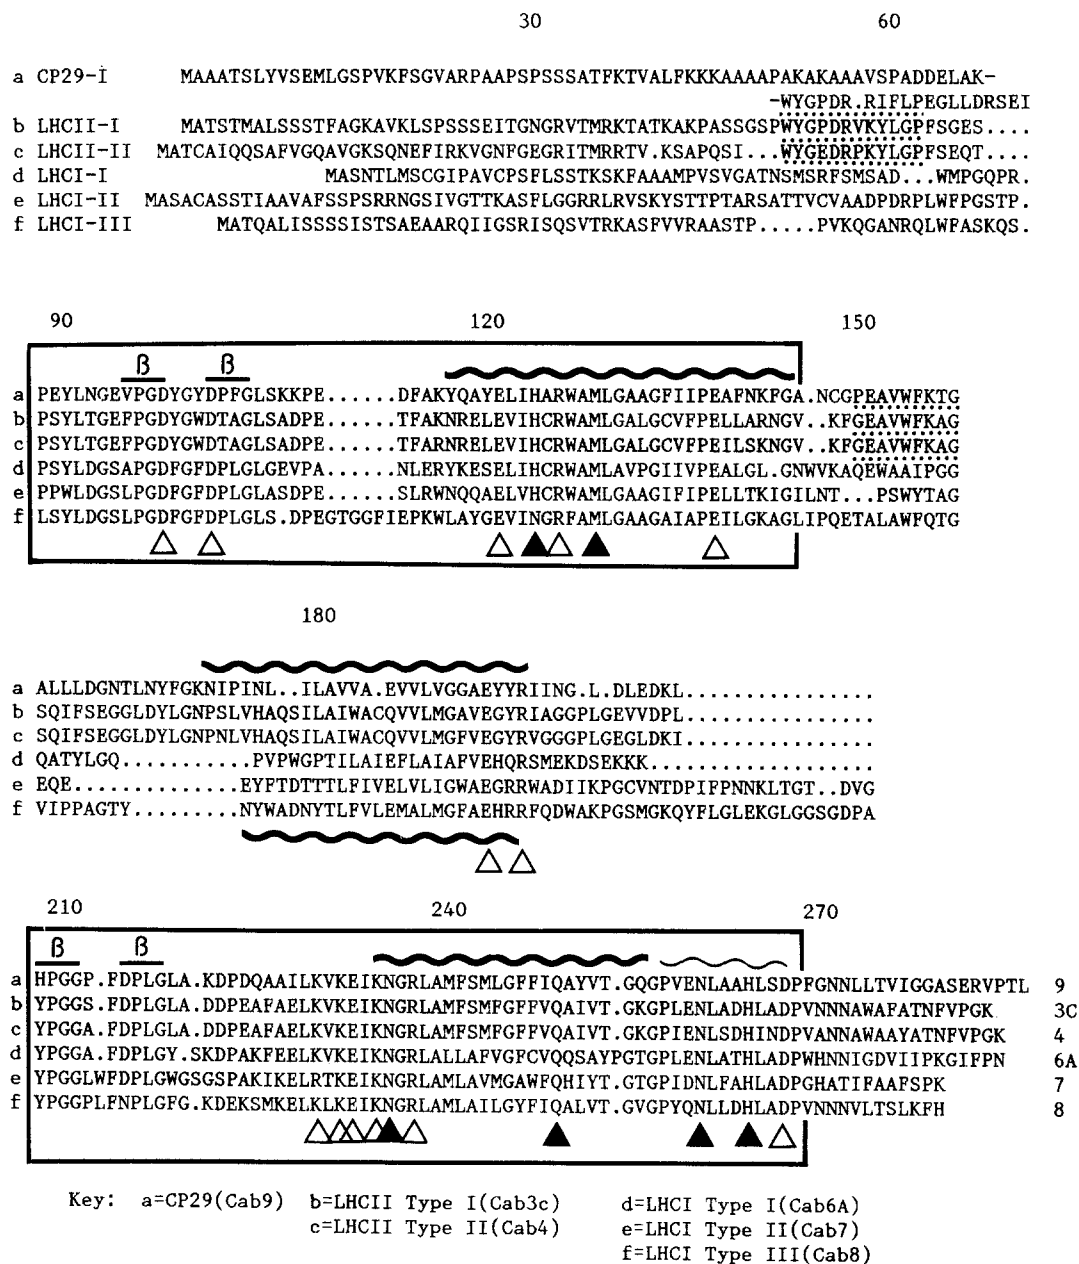 30 60
a CP29-I MAAATSLYVSEMLGSPVKFSGVARPAAPSPSSSATFKTVALFKKKAAAAPAKAKAAAVSPADDELAK-
-WYGPDR.RIFLPEGLLDRSEI
b LHCII-I MATSTMALSSSTFAGKAVKLSPSSSEITGNGRVTMRKTATKAKPASSGSPWYGPDRVKYLGPFSGES....
c LHCII-II MATCAIQQSAFVGQAVGKSQNEFIRKVGNFGEGRITMRRTV.KSAPQSI...WYGEDRPKYLGPFSEQT....
d LHCI-I MASNTLMSCGIPAVCPSFLSSTKSKFAAAMPVSVGATNSMSRFSMSAD...WMPGQPR.
e LHCI-II MASACASSTIAAVAFSSPSRRNGSIVGTTKASFLGGRRLRVSKYSTTPTARSATTVCVAADPDRPLWFPGSTP.
f LHCI-III MATQALISSSSISTSAEAARQIIGSRISQSVTRKASFVVRAASTP.....PVKQGANRQLWFASKQS.
90 120 150
β β
a PEYLNGEVPGDYGYDPFGLSKKPE......DFAKYQAYELIHARWAMLGAAGFIIPEAFNKFGA.NCGPEAVWFKTG
b PSYLTGEFPGDYGWDTAGLSADPE......TFAKNRELEVIHCRWAMLGALGCVFPELLARNGV..KFGEAVWFKAG
c PSYLTGEFPGDYGWDTAGLSADPE......TFARNRELEVIHCRWAMLGALGCVFPEILSKNGV..KFGEAVWFKAG
d PSYLDGSAPGDFGFDPLGLGEVPA......NLERYKESELIHCRWAMLAVPGIIVPEALGL.GNWVKAQEWAAIPGG
e PPWLDGSLPGDFGFDPLGLASDPE......SLRWNQQAELVHCRWAMLGAAGIFIPELLTKIGILNT...PSWYTAG
f LSYLDGSLPGDFGFDPLGLS.DPEGTGGFIEPKWLAYGEVINGRFAMLGAAGAIAPEILGKAGLIPQETALAWFQTG
180
a ALLLDGNTLNYFGKNIPINL..ILAVVA.EVVLVGGAEYYRIING.L.DLEDKL................
b SQIFSEGGLDYLGNPSLVHAQSILAIWACQVVLMGAVEGYRIAGGPLGEVVDPL................
c SQIFSEGGLDYLGNPNLVHAQSILAIWACQVVLMGFVEGYRVGGGPLGEGLDKI................
d QATYLGQ...........PVPWGPTILAIEFLAIAFVEHQRSMEKDSEKKK...................
e EQE..............EYFTDTTTLFIVELVLIGWAEGRRWADIIKPGCVNTDPIFPNNKLTGT..DVG
f VIPPAGTY.........NYWADNYTLFVLEMALMGFAEHRRFQDWAKPGSMGKQYFLGLEKGLGGSGDPA
210 240 270
β β
a HPGGP.FDPLGLA.KDPDQAAILKVKEIKNGRLAMFSMLGFFIQAYVT.GQGPVENLAAHLSDPFGNNLLTVIGGASERVPTL 9
b YPGGS.FDPLGLA.DDPEAFAELKVKEIKNGRLAMFSMFGFFVQAIVT.GKGPLENLADHLADPVNNNAWAFATNFVPGK 3C
c YPGGA.FDPLGLA.DDPEAFAELKVKEIKNGRLAMFSMFGFFVQAIVT.GKGPIENLSDHINDPVANNAWAAYATNFVPGK 4
d YPGGA.FDPLGY.SKDPAKFEELKVKEIKNGRLALLAFVGFCVQQSAYPGTGPLENLATHLADPWHNNIGDVIIPKGIFPN 6A
e YPGGLWFDPLGWGSGSPAKIKELRTKEIKNGRLAMLAVMGAWFQHIYT.GTGPIDNLFAHLADPGHATIFAAFSPK 7
f YPGGPLFNPLGFG.KDEKSMKELKLKEIKNGRLAMLAILGYFIQALVT.GVGPYQNLLDHLADPVNNNVLTSLKFH 8
Key: a=CP29(Cab9) b=LHCII Type I(Cab3c) d=LHCI Type I(Cab6A)
c=LHCII Type II(Cab4) e=LHCI Type II(Cab7)
f=LHCI Type III(Cab8)